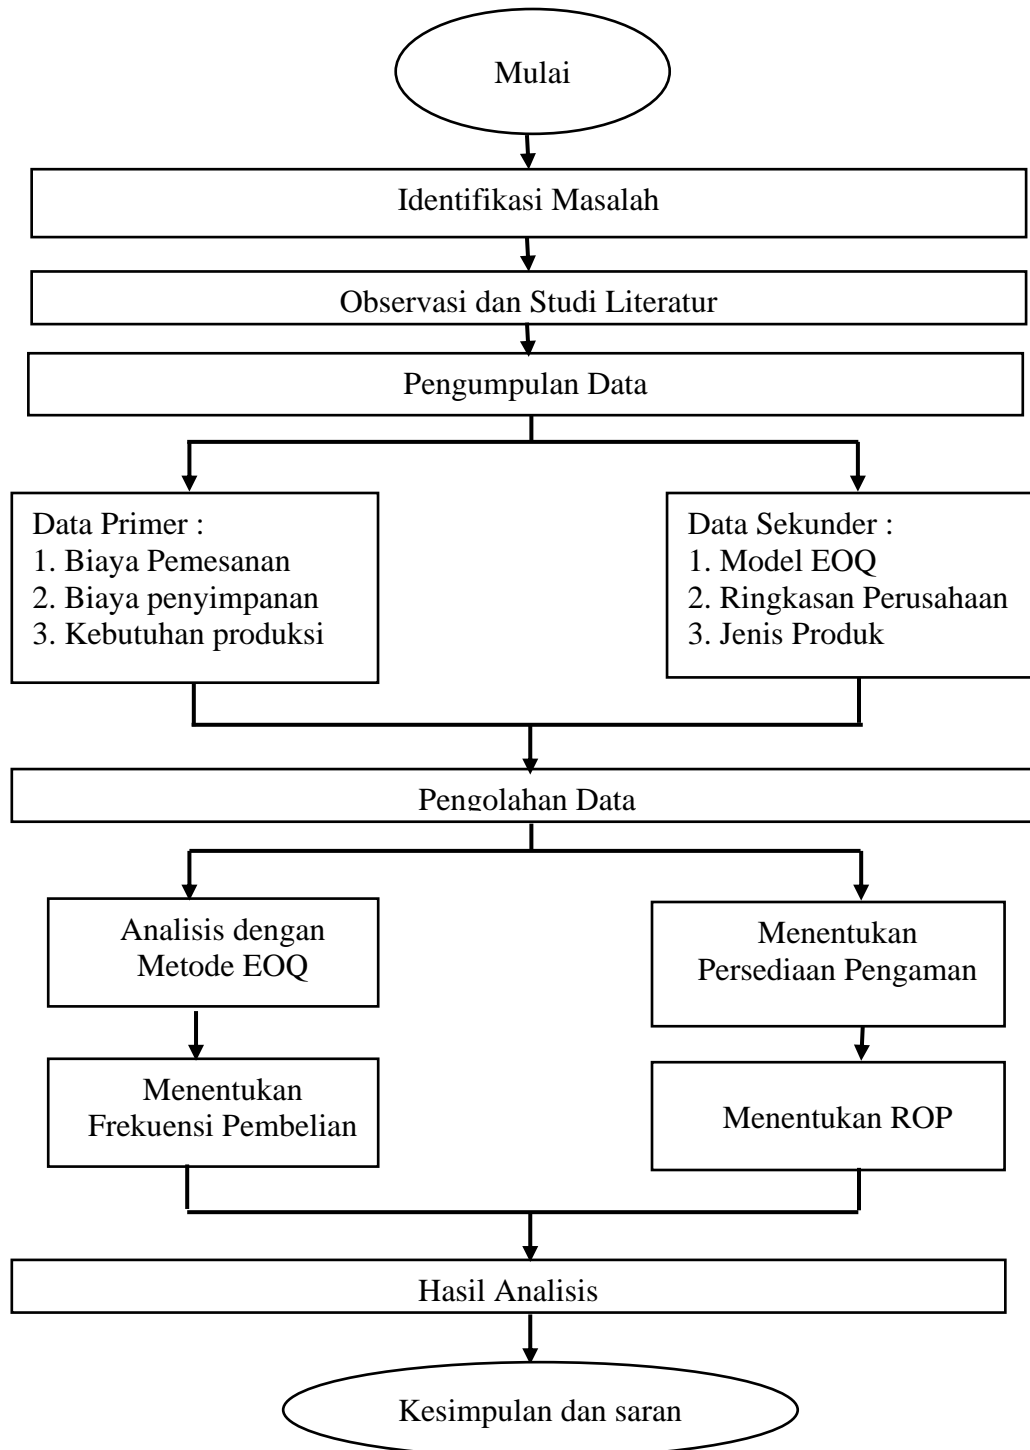 Mulai
Identifikasi Masalah
Observasi dan Studi Literatur
Pengumpulan Data
Data Primer :
1. Biaya Pemesanan
2. Biaya penyimpanan
3. Kebutuhan produksi
Data Sekunder :
1. Model EOQ
2. Ringkasan Perusahaan
3. Jenis Produk
Pengolahan Data
Analisis dengan
Metode EOQ
Menentukan
Persediaan Pengaman
Menentukan
Frekuensi Pembelian
Menentukan ROP
Hasil Analisis
Kesimpulan dan saran